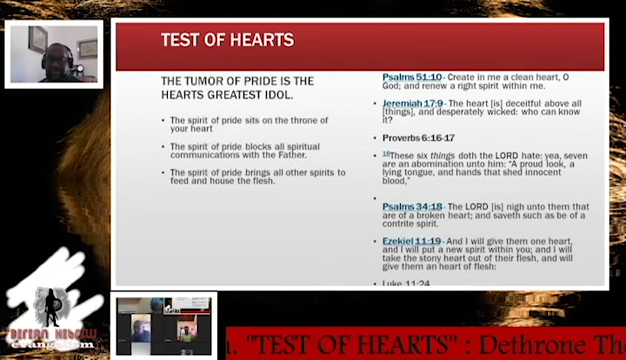 TEST OF HEARTS
THE TUMOR OF PRIDE IS THE
HEARTS GREATEST IDOL.
• The spirit of pride sits on the throne of
your heart
• The spirit of pride blocks all spiritual
communications with the Father.
• The spirit of pride brings all other spirits to
feed and house the flesh.
Psalms 51:10- Create in me a clean heart, O
God; and renew a right spirit within me.
• Jeremiah 17:9- The heart [is] deceitful above all
[things], and desperately wicked: who can know
it?
• Proverbs 6:16-17
• 16These six things doth the LORD hate: yea, seven
are an abomination unto him: "A proud look, a
lying tongue, and hands that shed innocent
blood,"
•
Psalms 34:18- The LORD [is] nigh unto them that
are of a broken heart; and saveth such as be of a
contrite spirit.
• Ezekiel 11:19- And I will give them one heart,
and I will put a new spirit within you; and I will
take the stony heart out of their flesh, and will
give them an heart of flesh:
• Luke 11:24
BEREAN HEBREW
"TEST OF HEARTS" : Dethrone Th